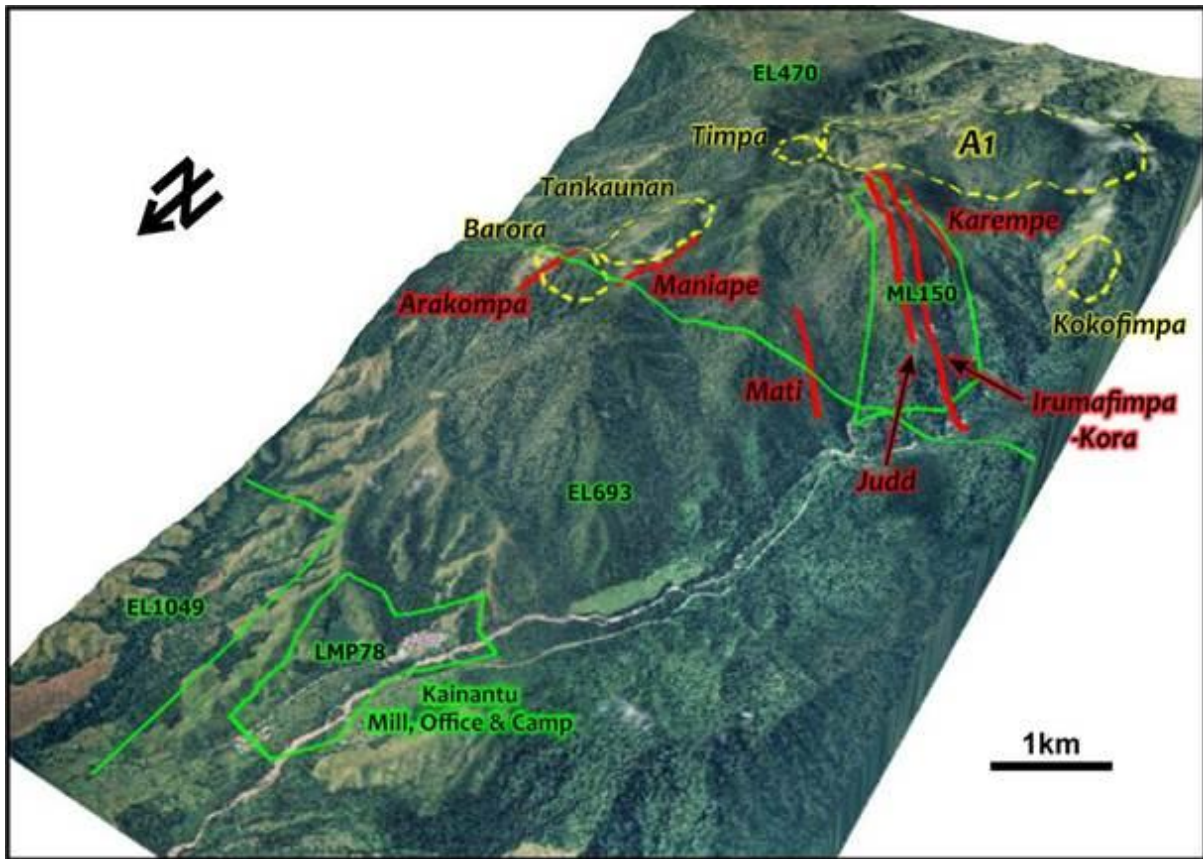 EL470
Timpa
A1
Tankaunan
Barora
Karempe
Arakompa
Maniape
ML150
Kokofimpa
Mati
Irumafimpa
-Kora
Judd
EL693
EL1049
LMP78
Kainantu
Mill, Office & Camp
1km
N